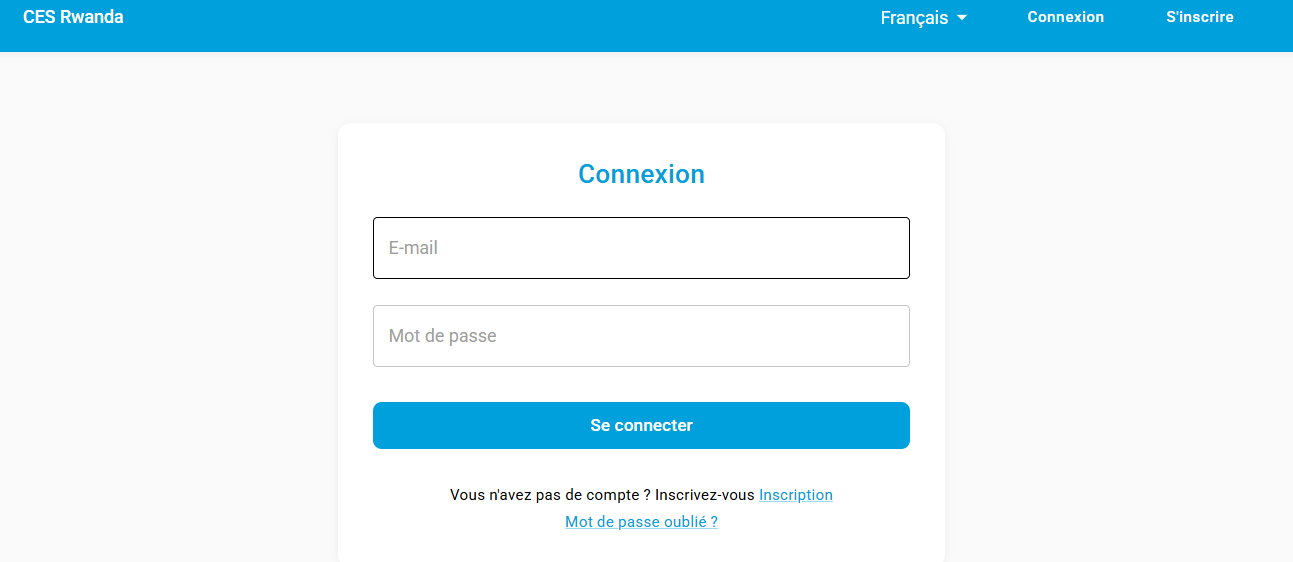 CES Rwanda
Français
Connexion
S'inscrire
Connexion
E-mail
Mot de passe
Se connecter
Vous n'avez pas de compte ? Inscrivez-vous Inscription
Mot de passe oublié ?